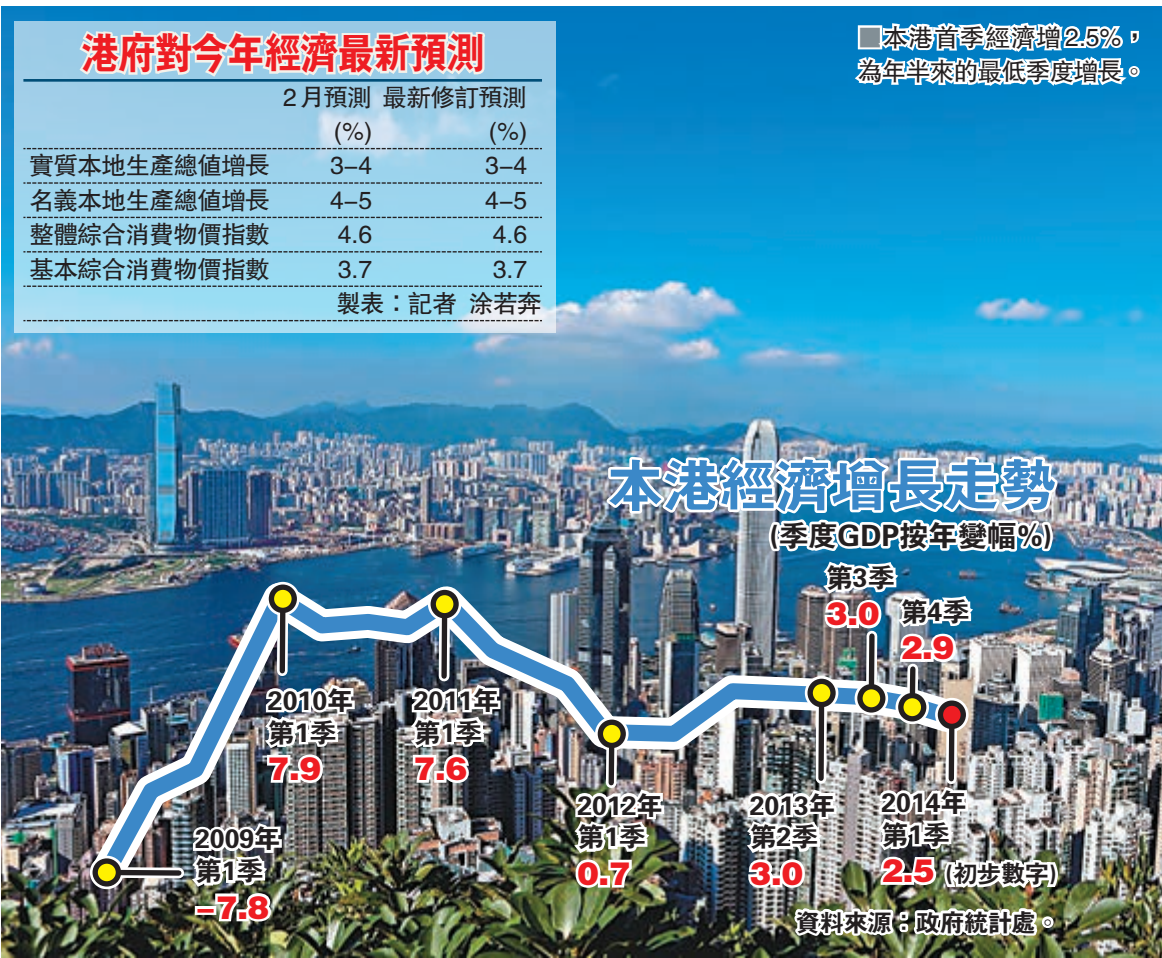 港府對今年經濟最新預測
2月預測 最新修訂預測
(%) (%)
實質本地生產總值增長 3–4 3–4
名義本地生產總值增長 4–5 4–5
整體綜合消費物價指數 4.6 4.6
基本綜合消費物價指數 3.7 3.7
製表：記者 涂若奔
■本港首季經濟增2.5%，
為年半來的最低季度增長。
本港經濟增長走勢
(季度GDP按年變幅%)
2009年
第1季
–7.8
2010年
第1季
7.9
2011年
第1季
7.6
2012年
第1季
0.7
2013年
第2季
3.0
第3季
3.0
第4季
2.9
2014年
第1季
2.5 (初步數字)
資料來源：政府統計處。